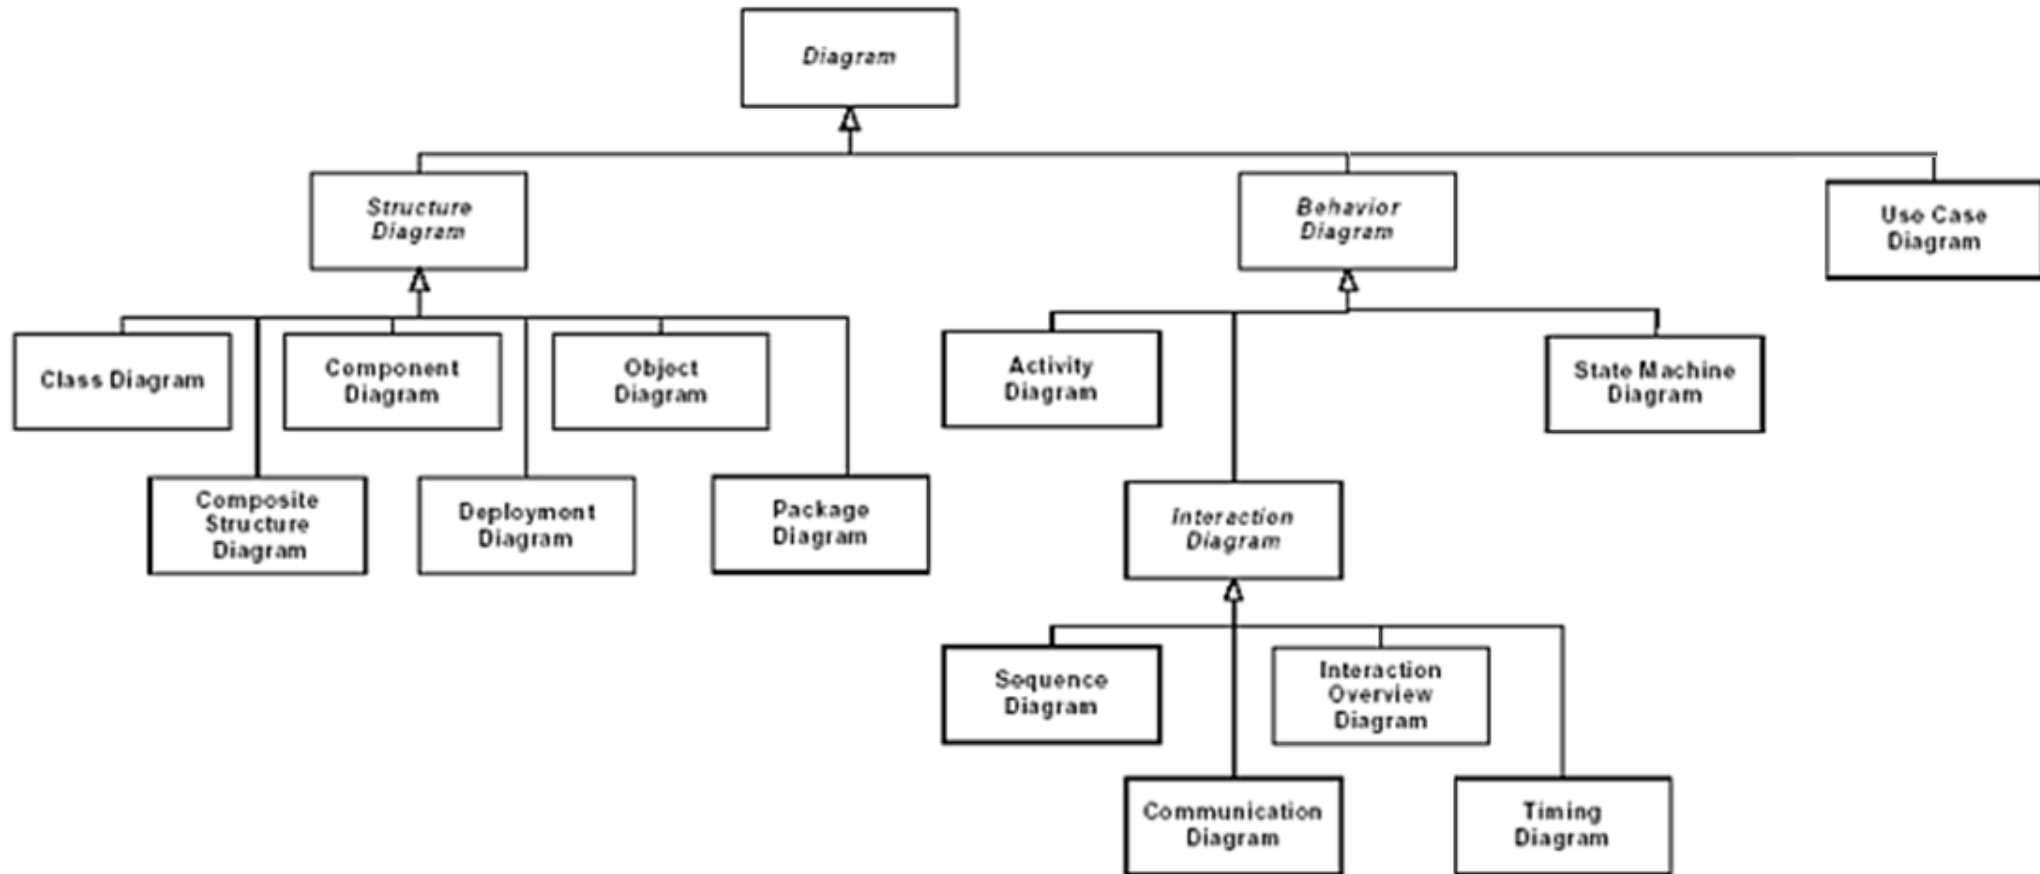 Diagram
Structure
Diagram
Behavior
Diagram
Use Case
Diagram
Class Diagram
Component
Diagram
Object
Diagram
Activity
Diagram
State Machine
Diagram
Composite
Structure
Diagram
Deployment
Diagram
Package
Diagram
Interaction
Diagram
Sequence
Diagram
Interaction
Overview
Diagram
Communication
Diagram
Timing
Diagram